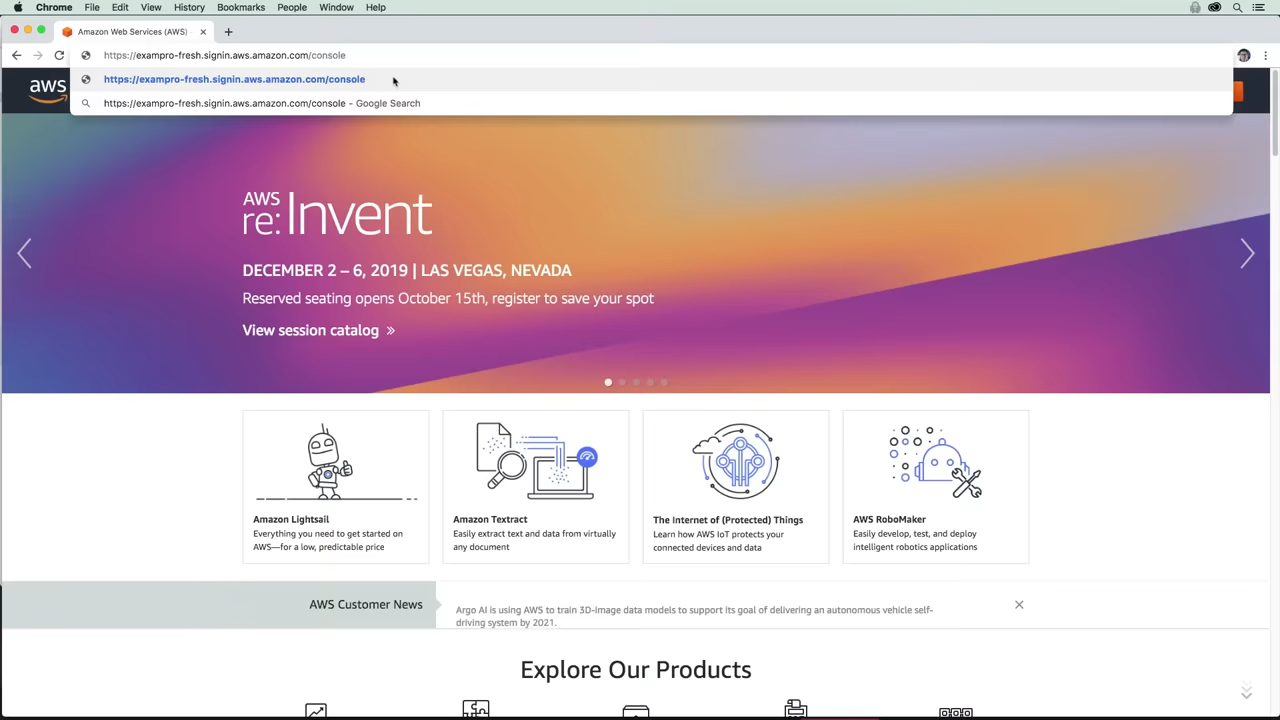 Chrome File Edit View History Bookmarks People Window Help
Amazon Web Services (AWS)
https://exampro-fresh.signin.aws.amazon.com/console
https://exampro-fresh.signin.aws.amazon.com/console
https://exampro-fresh.signin.aws.amazon.com/console - Google Search
aws
AWS
re:Invent
DECEMBER 2 – 6, 2019 | LAS VEGAS, NEVADA
Reserved seating opens October 15th, register to save your spot
View session catalog »
Amazon Lightsail
Everything you need to get started on
AWS—for a low, predictable price
Amazon Textract
Easily extract text and data from virtually
any document
The Internet of (Protected) Things
Learn how AWS IoT protects your
connected devices and data
AWS RoboMaker
Easily develop, test, and deploy
intelligent robotics applications
AWS Customer News
Argo AI is using AWS to train 3D-image data models to support its goal of delivering an autonomous vehicle self-
driving system by 2021.
Explore Our Products